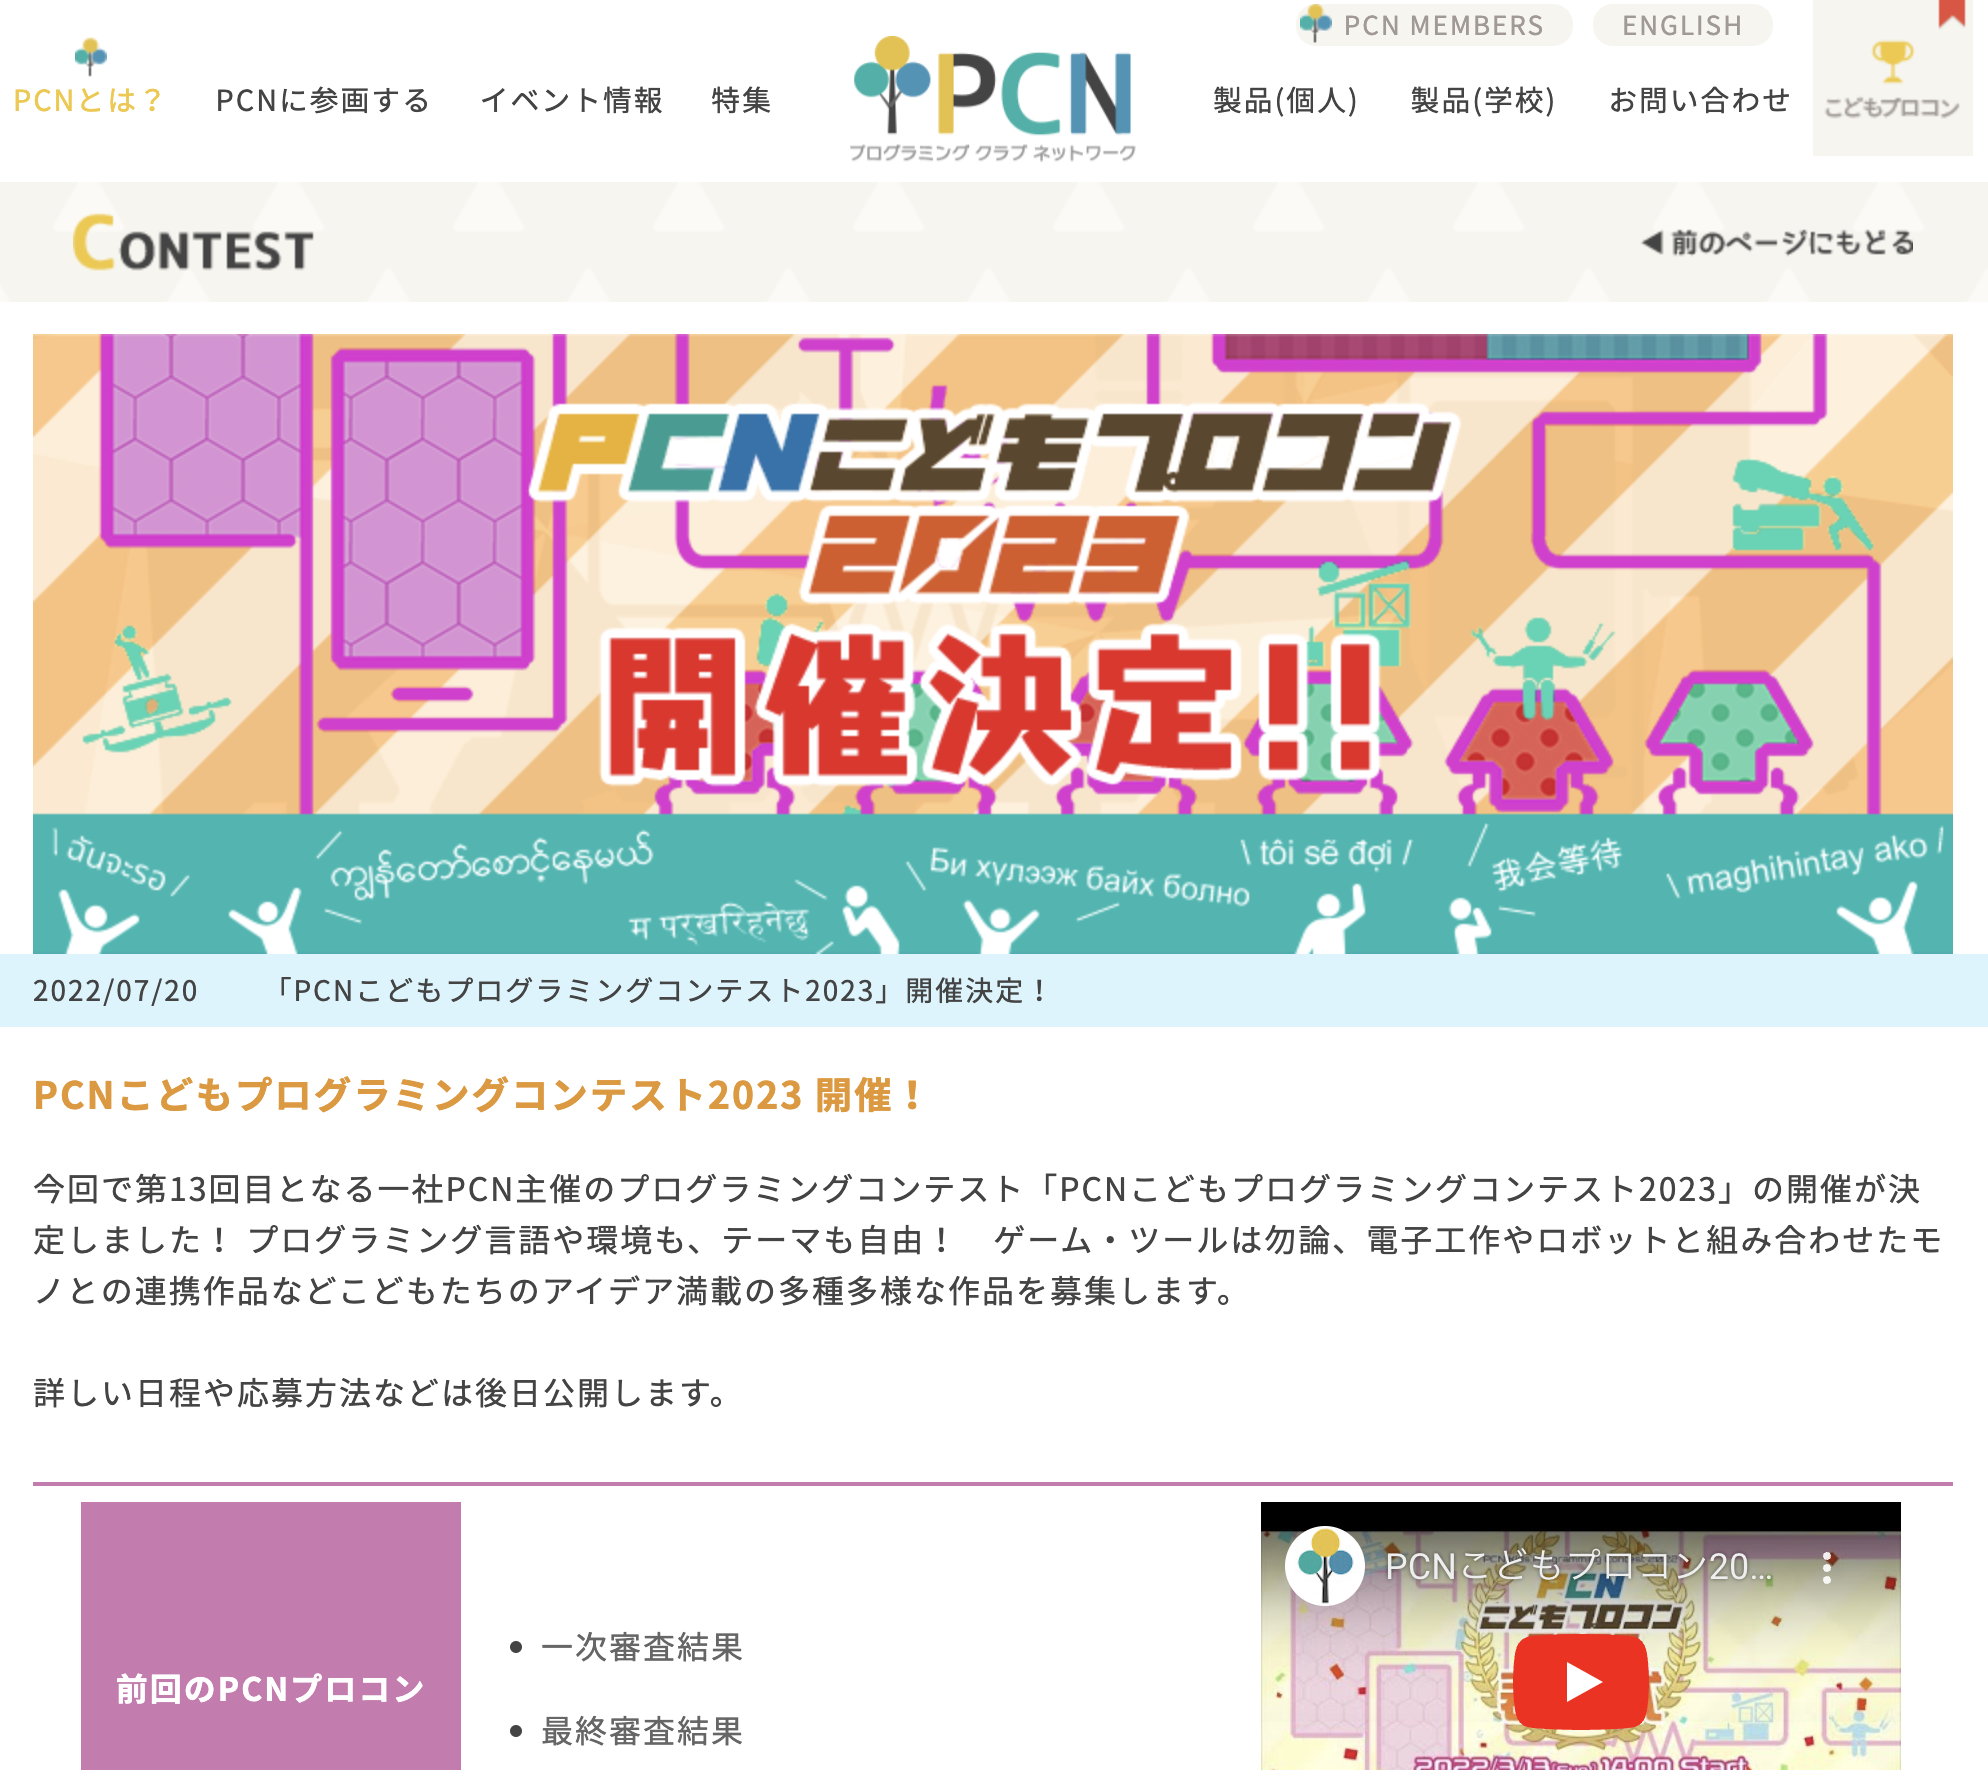 PCN MEMBERS
ENGLISH
PCNとは？
PCNに参画する
イベント情報
特集
PCN
プログラミング クラブ ネットワーク
製品(個人)
製品(学校)
お問い合わせ
こどもプロコン
CONTEST
◀ 前のページにもどる
PCNこどもプロコン
2023
開催決定!!
\ ฉันจะรอ /
ကျွန်တော်စောင့်နေမယ်
म पर्खिरहिनेछु
\ Би хүлээж байх болно
\ tôi sẽ đợi /
我会等待
\ maghihintay ako /
2022/07/20 「PCNこどもプログラミングコンテスト2023」開催決定！
PCNこどもプログラミングコンテスト2023 開催！
今回で第13回目となる一社PCN主催のプログラミングコンテスト「PCNこどもプログラミングコンテスト2023」の開催が決
定しました！ プログラミング言語や環境も、テーマも自由！　ゲーム・ツールは勿論、電子工作やロボットと組み合わせたモ
ノとの連携作品などこどもたちのアイデア満載の多種多様な作品を募集します。
詳しい日程や応募方法などは後日公開します。
前回のPCNプロコン
• 一次審査結果
• 最終審査結果
PCNこどもプロコン20...
PCN
こどもプロコン
2022/3/13(Sun) 14:00 Start